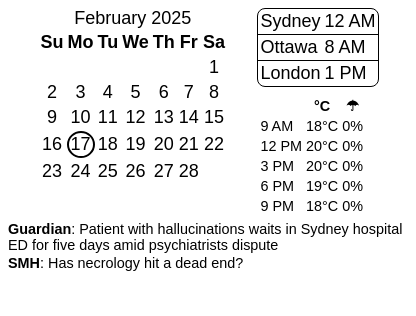 February 2025
Su Mo Tu We Th Fr Sa
1
2 3 4 5 6 7 8
9 10 11 12 13 14 15
16 17 18 19 20 21 22
23 24 25 26 27 28
Sydney 12 AM
Ottawa 8 AM
London 1 PM
°C ☂
9 AM 18°C 0%
12 PM 20°C 0%
3 PM 20°C 0%
6 PM 19°C 0%
9 PM 18°C 0%
Guardian: Patient with hallucinations waits in Sydney hospital
ED for five days amid psychiatrists dispute
SMH: Has necrology hit a dead end?